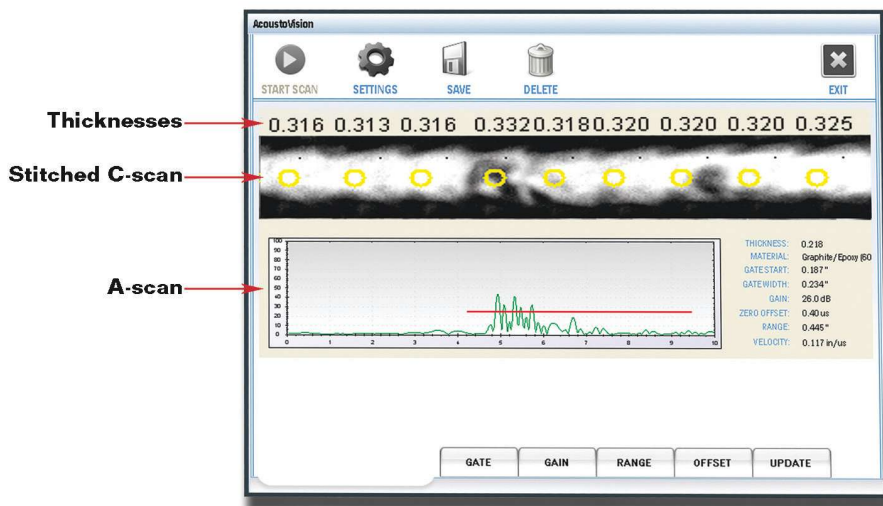 AcoustoVision
START SCAN SETTINGS SAVE DELETE EXIT
Thicknesses
0.316 0.313 0.316 0.332 0.318 0.320 0.320 0.320 0.325
Stitched C-scan
A-scan
100
90
80
70
60
50
40
30
20
10
0
0 1 2 3 4 5 6 7 8 9 10
THICKNESS: 0.218
MATERIAL: Graphite/Epoxy (60
GATE START: 0.187"
GATE WIDTH: 0.234"
GAIN: 26.0 dB
ZERO OFFSET: 0.40 us
RANGE: 0.445"
VELOCITY: 0.117 in/us
GATE GAIN RANGE OFFSET UPDATE